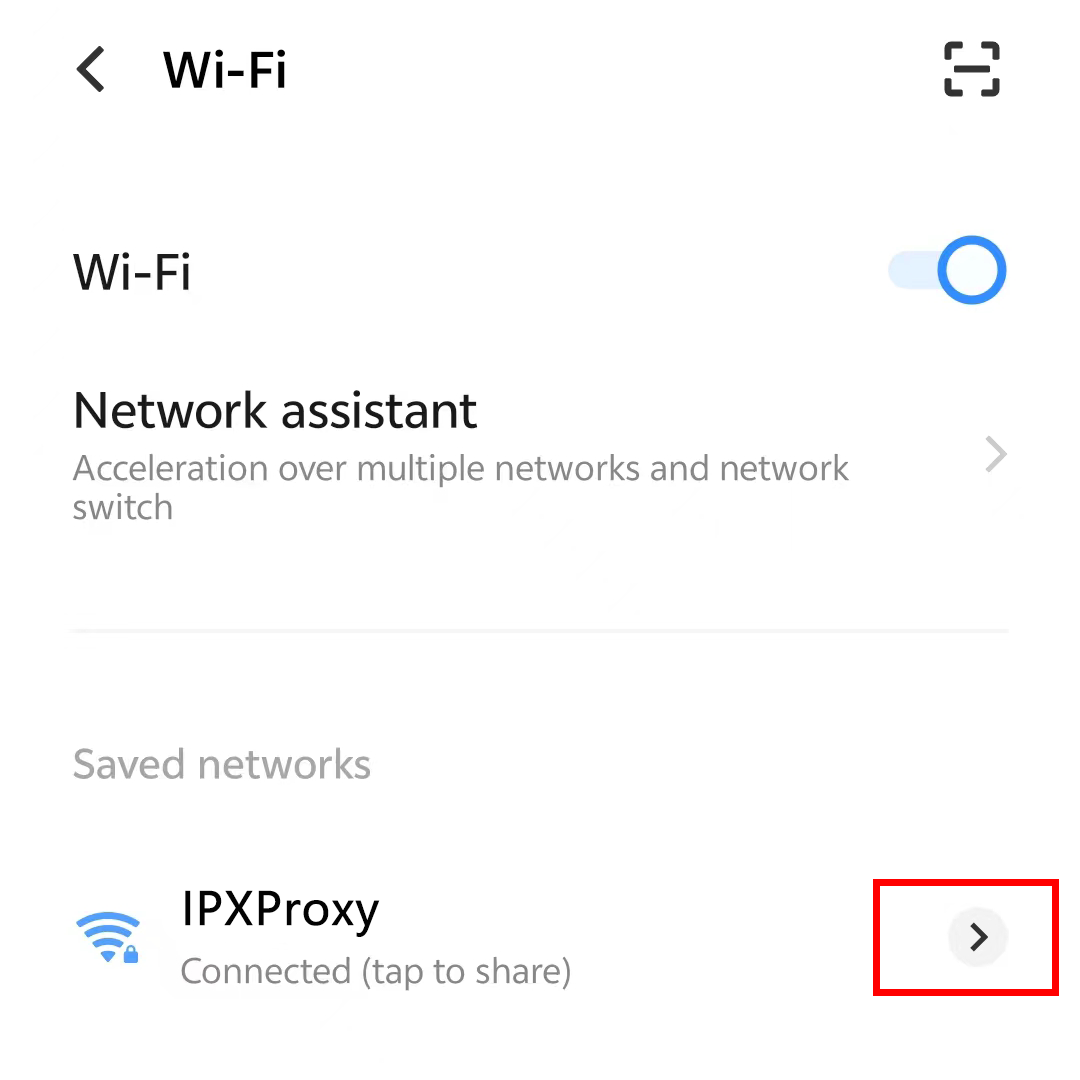 Wi-Fi
Wi-Fi
Network assistant
Acceleration over multiple networks and network
switch
Saved networks
IPXProxy
Connected (tap to share)